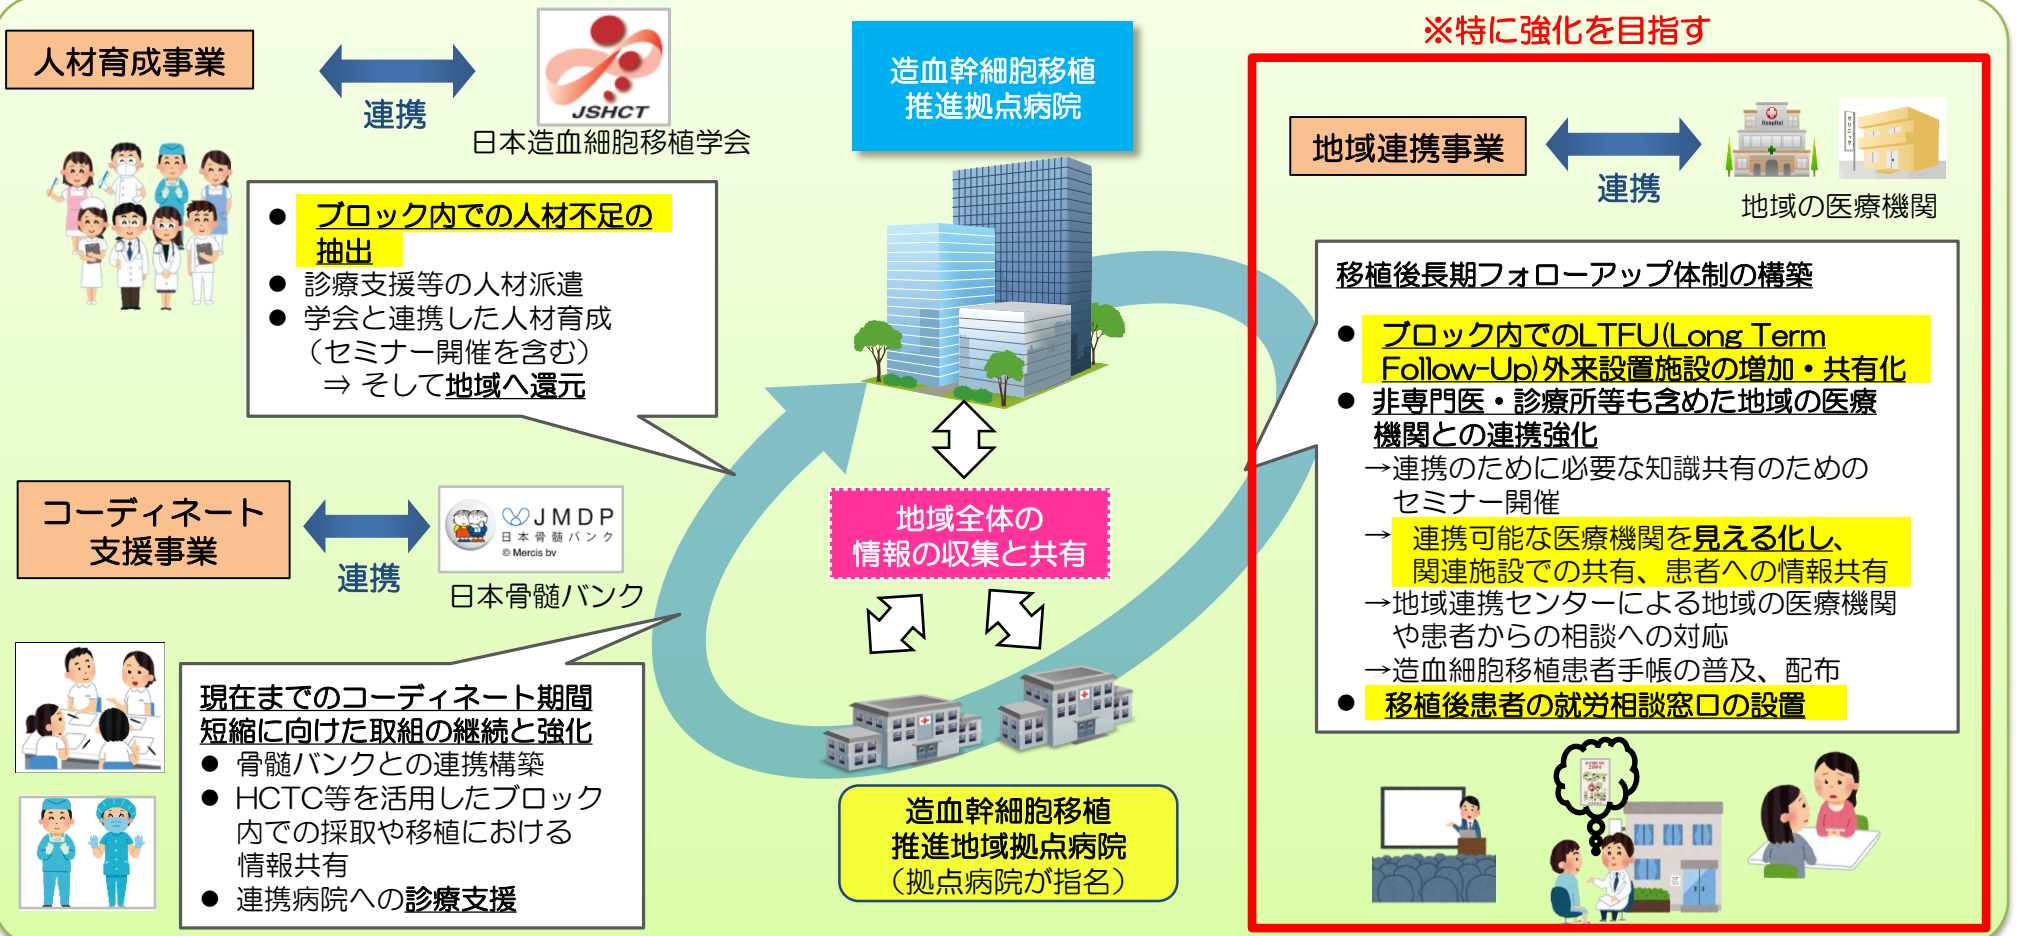 ※特に強化を目指す
人材育成事業
連携
JSHCT
日本造血細胞移植学会
● ブロック内での人材不足の
抽出
● 診療支援等の人材派遣
● 学会と連携した人材育成
（セミナー開催を含む）
⇒ そして地域へ還元
コーディネート
支援事業
連携
JMDP
日本骨髄バンク
© Mercis bv
日本骨髄バンク
現在までのコーディネート期間
短縮に向けた取組の継続と強化
● 骨髄バンクとの連携構築
● HCTC等を活用したブロック
内での採取や移植における
情報共有
● 連携病院への診療支援
造血幹細胞移植
推進拠点病院
地域全体の
情報の収集と共有
造血幹細胞移植
推進地域拠点病院
（拠点病院が指名）
地域連携事業
連携
Hospital
クリニック
地域の医療機関
移植後長期フォローアップ体制の構築
● ブロック内でのLTFU(Long Term
Follow-Up)外来設置施設の増加・共有化
● 非専門医・診療所等も含めた地域の医療
機関との連携強化
→連携のために必要な知識共有のための
セミナー開催
→ 連携可能な医療機関を見える化し、
関連施設での共有、患者への情報共有
→地域連携センターによる地域の医療機関
や患者からの相談への対応
→造血細胞移植患者手帳の普及、配布
● 移植後患者の就労相談窓口の設置